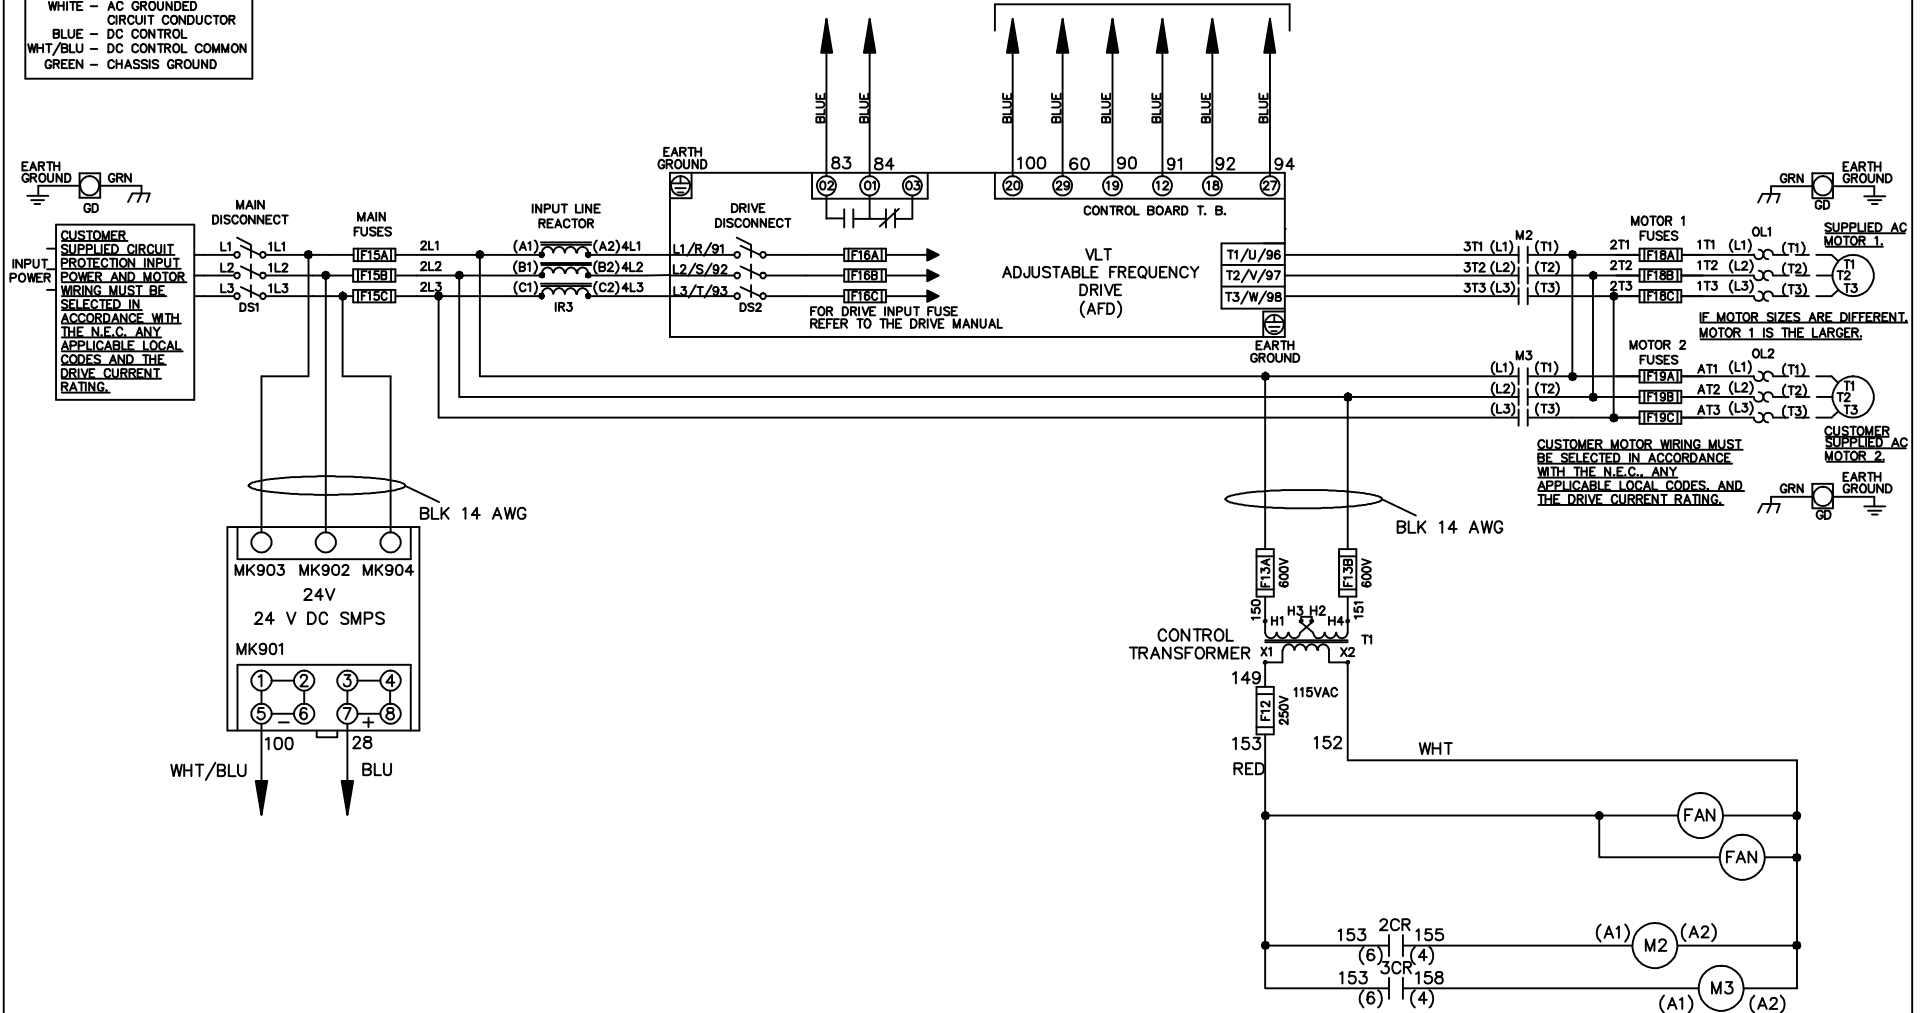 WHITE – AC GROUNDED
CIRCUIT CONDUCTOR
BLUE – DC CONTROL
WHT/BLU – DC CONTROL COMMON
GREEN – CHASSIS GROUND
BLUE
BLUE
BLUE
BLUE
BLUE
BLUE
BLUE
BLUE
83
84
100
60
90
91
92
94
02
01
03
20
29
19
12
18
27
CONTROL BOARD T. B.
EARTH
GROUND
GRN
GD
INPUT
POWER
CUSTOMER
SUPPLIED CIRCUIT
PROTECTION INPUT
POWER AND MOTOR
WIRING MUST BE
SELECTED IN
ACCORDANCE WITH
THE N.E.C. ANY
APPLICABLE LOCAL
CODES AND THE
DRIVE CURRENT
RATING.
MAIN
DISCONNECT
L1 1L1
L2 1L2
L3 1L3
DS1
MAIN
FUSES
F15A
F15B
F15C
2L1
2L2
2L3
INPUT LINE
REACTOR
(A1) (A2) 4L1
(B1) (B2) 4L2
(C1) (C2) 4L3
IR3
EARTH
GROUND
L1/R/91
L2/S/92
L3/T/93
DRIVE
DISCONNECT
DS2
F16A
F16B
F16C
FOR DRIVE INPUT FUSE
REFER TO THE DRIVE MANUAL
VLT
ADJUSTABLE FREQUENCY
DRIVE
(AFD)
T1/U/96
T2/V/97
T3/W/98
EARTH
GROUND
M2
3T1 (L1) (T1)
3T2 (L2) (T2)
3T3 (L3) (T3)
MOTOR 1
FUSES
2T1 F18A 1T1 (L1)
2T2 F18B 1T2 (L2)
2T3 F18C 1T3 (L3)
OL1
(T1)
(T2)
(T3)
T1
T2
T3
GRN
GD
EARTH
GROUND
SUPPLIED AC
MOTOR 1.
IF MOTOR SIZES ARE DIFFERENT,
MOTOR 1 IS THE LARGER.
M3
(L1) (T1)
(L2) (T2)
(L3) (T3)
MOTOR 2
FUSES
F19A AT1 (L1)
F19B AT2 (L2)
F19C AT3 (L3)
OL2
(T1)
(T2)
(T3)
T1
T2
T3
CUSTOMER
SUPPLIED AC
MOTOR 2.
CUSTOMER MOTOR WIRING MUST
BE SELECTED IN ACCORDANCE
WITH THE N.E.C., ANY
APPLICABLE LOCAL CODES, AND
THE DRIVE CURRENT RATING.
GRN
GD
EARTH
GROUND
BLK 14 AWG
MK903 MK902 MK904
24V
24 V DC SMPS
MK901
1 2 3 4
5 – 6 7 + 8
100
28
WHT/BLU
BLU
BLK 14 AWG
F13A
600V
F13B
600V
150
151
H1
H3 H2
H4
T1
CONTROL
TRANSFORMER
X1
X2
149
115VAC
F12
250V
153
RED
152
WHT
FAN
FAN
153 2CR 155
(6) (4)
(A1) M2 (A2)
153 3CR 158
(6) (4)
(A1) M3 (A2)